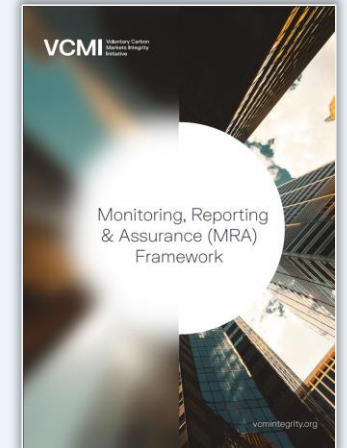 VCMI
Voluntary Carbon
Markets Integrity
Initiative
Monitoring, Reporting
& Assurance (MRA)
Framework
vcmintegrity.org